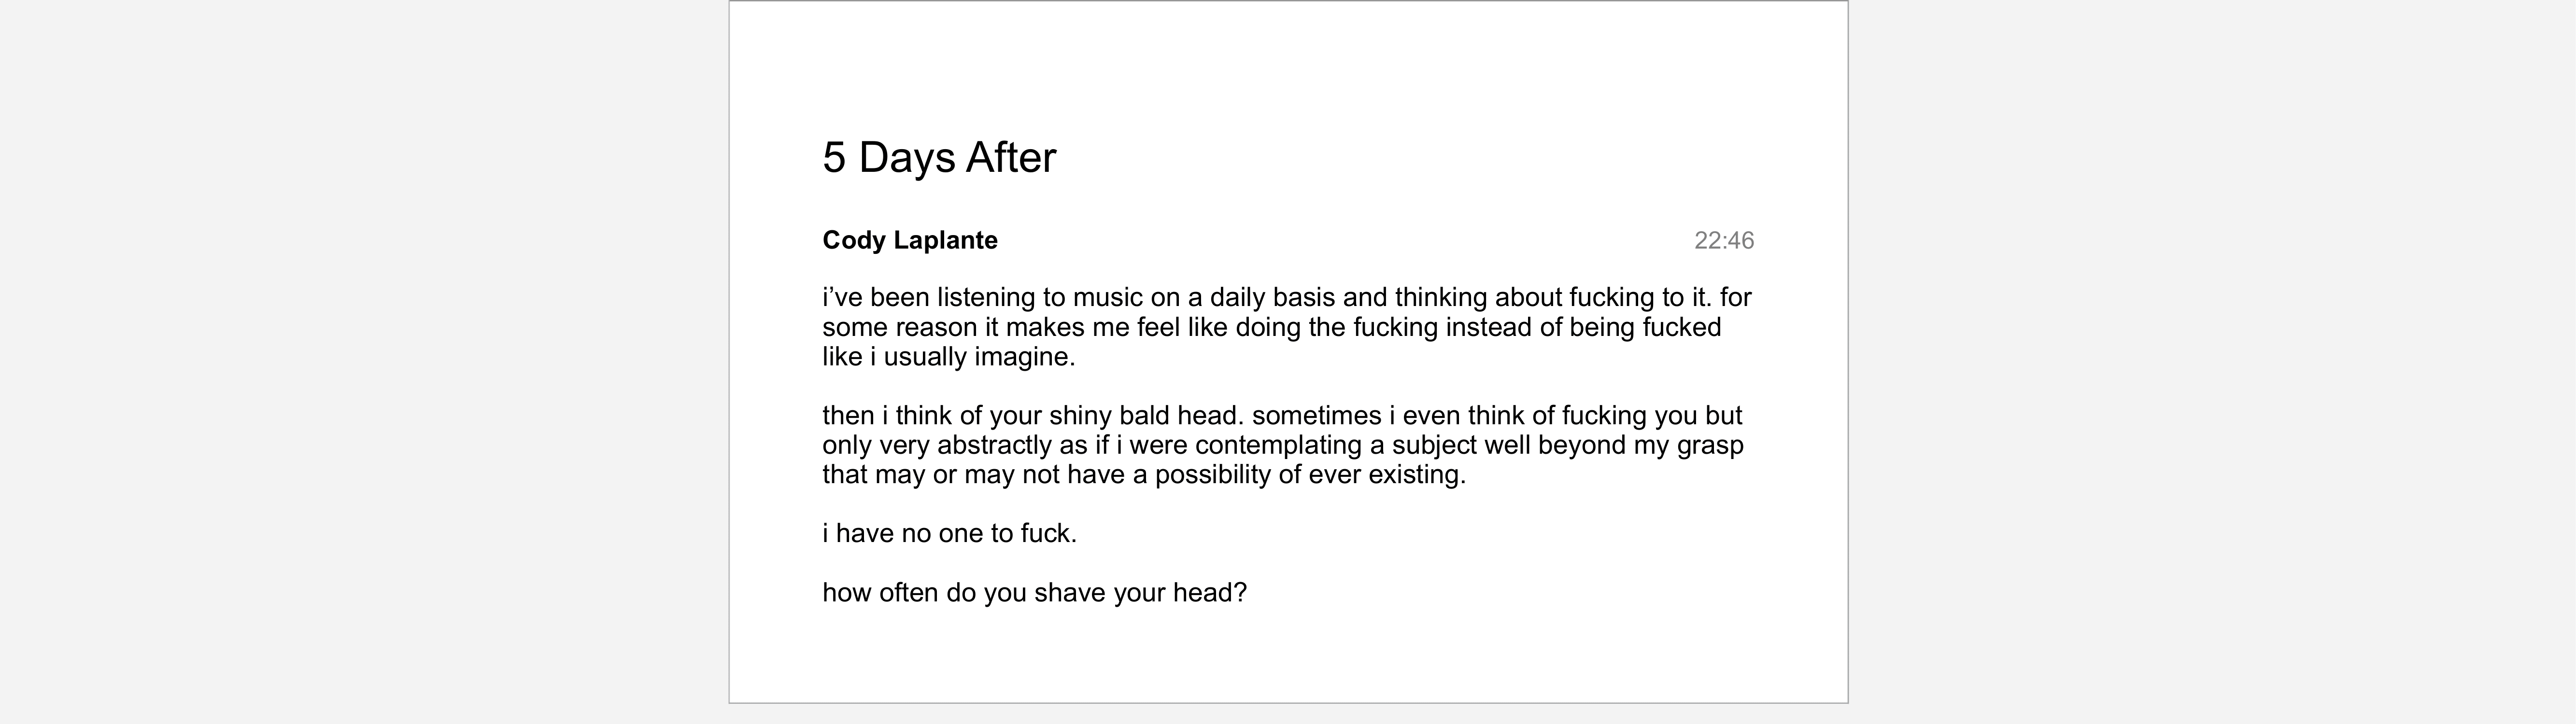 5 Days After
Cody Laplante 22:46
i’ve been listening to music on a daily basis and thinking about fucking to it. for
some reason it makes me feel like doing the fucking instead of being fucked
like i usually imagine.
then i think of your shiny bald head. sometimes i even think of fucking you but
only very abstractly as if i were contemplating a subject well beyond my grasp
that may or may not have a possibility of ever existing.
i have no one to fuck.
how often do you shave your head?